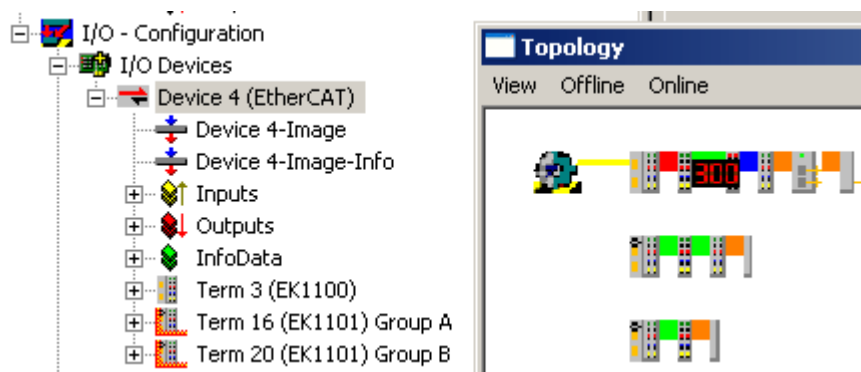 I/O - Configuration
I/O Devices
Device 4 (EtherCAT)
Device 4-Image
Device 4-Image-Info
Inputs
Outputs
InfoData
Term 3 (EK1100)
Term 16 (EK1101) Group A
Term 20 (EK1101) Group B
Topology
View Offline Online
300